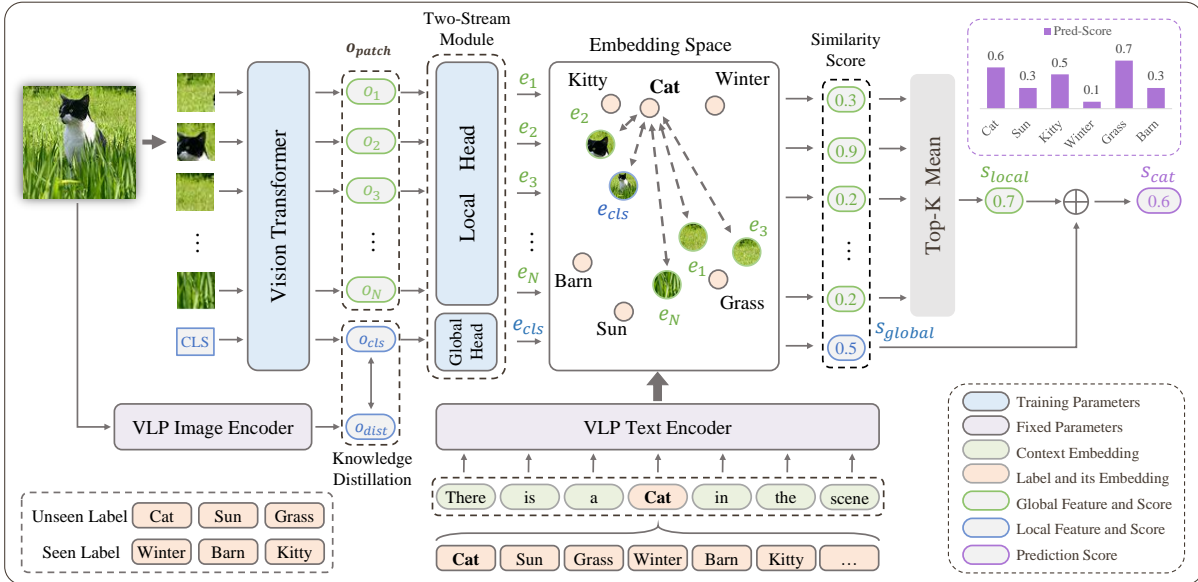 Two-Stream
Module
o_patch
Embedding Space
Similarity
Score
Pred-Score
0.6
0.3
0.5
0.1
0.7
0.3
Cat
Sun
Kitty
Winter
Grass
Barn
Vision Transformer
o_1
o_2
o_3
...
o_N
o_cls
o_dist
CLS
...
Local Head
Global Head
e_1
e_2
e_3
...
e_N
e_cls
Kitty
Cat
Winter
e_2
e_cls
e_3
e_1
e_N
Barn
Sun
Grass
0.3
0.9
0.2
...
0.2
0.5
Top-K Mean
S_local
0.7
S_cat
0.6
S_global
VLP Image Encoder
Knowledge
Distillation
VLP Text Encoder
There is a Cat in the scene
Cat Sun Grass Winter Barn Kitty ...
Unseen Label Cat Sun Grass
Seen Label Winter Barn Kitty
Training Parameters
Fixed Parameters
Context Embedding
Label and its Embedding
Global Feature and Score
Local Feature and Score
Prediction Score